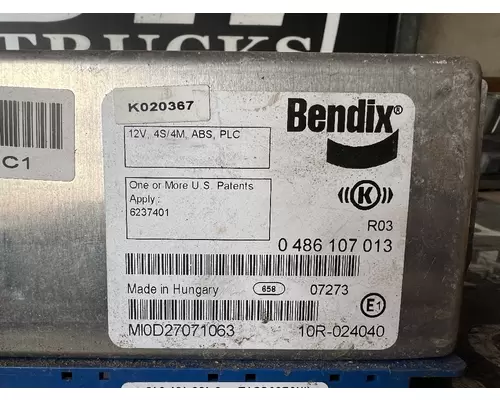 TRUCKS
C1
K020367
Bendix®
12V, 4S/4M, ABS, PLC
One or More U.S. Patents
Apply :
6237401
K
R03
0 486 107 013
Made in Hungary 658 07273
E1
MI0D27071063 10R-024040